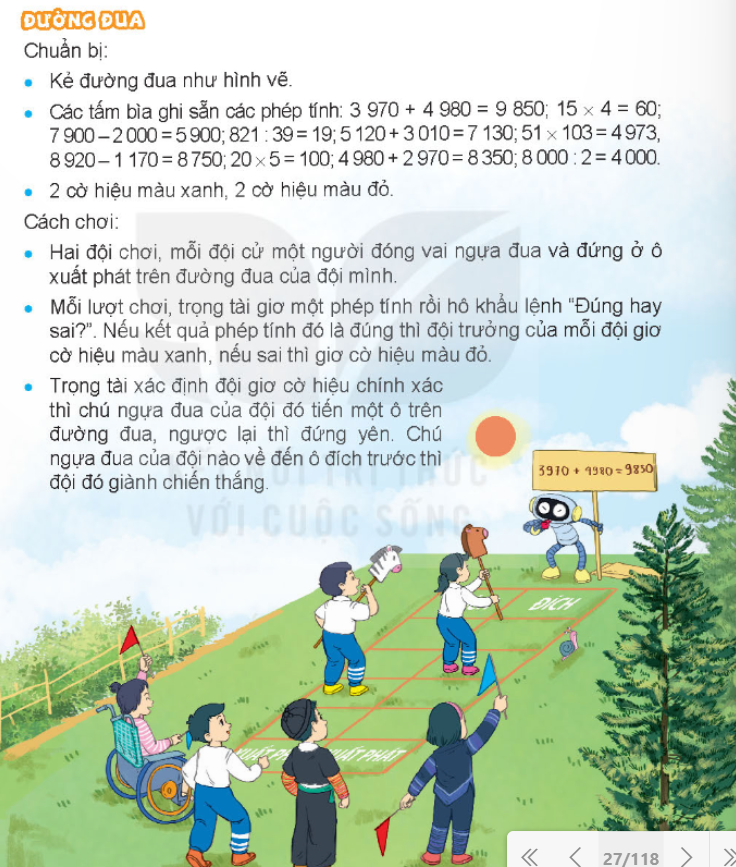 ĐƯỜNG ĐUA
Chuẩn bị:
• Kẻ đường đua như hình vẽ.
• Các tấm bìa ghi sẵn các phép tính: 3 970 + 4 980 = 9 850; 15 × 4 = 60;
7 900 – 2 000 = 5 900; 821 : 39 = 19; 5 120 + 3 010 = 7 130; 51 × 103 = 4 973,
8 920 – 1 170 = 8 750; 20 × 5 = 100; 4 980 + 2 970 = 8 350; 8 000 : 2 = 4 000.
• 2 cờ hiệu màu xanh, 2 cờ hiệu màu đỏ.
Cách chơi:
• Hai đội chơi, mỗi đội cử một người đóng vai ngựa đua và đứng ở ô
xuất phát trên đường đua của đội mình.
• Mỗi lượt chơi, trọng tài giơ một phép tính rồi hô khẩu lệnh "Đúng hay
sai?". Nếu kết quả phép tính đó là đúng thì đội trưởng của mỗi đội giơ
cờ hiệu màu xanh, nếu sai thì giơ cờ hiệu màu đỏ.
• Trọng tài xác định đội giơ cờ hiệu chính xác
thì chú ngựa đua của đội đó tiến một ô trên
đường đua, ngược lại thì đứng yên. Chú
ngựa đua của đội nào về đến ô đích trước thì
đội đó giành chiến thắng.
3970 + 4980 = 9850
VỚI CUỘC SỐNG
ĐÍCH
XUẤT PHÁT
27/118